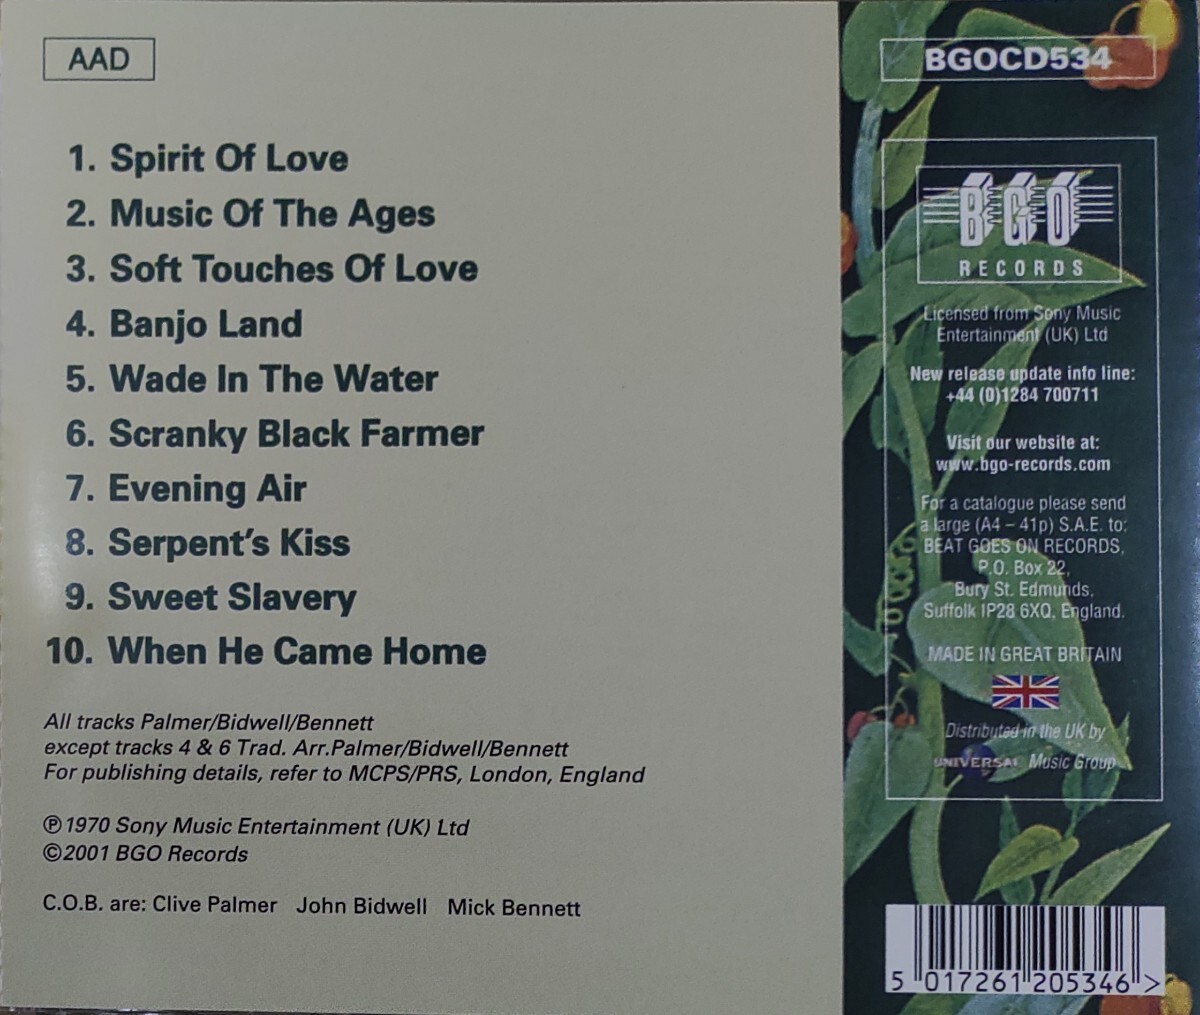 AAD
1. Spirit Of Love
2. Music Of The Ages
3. Soft Touches Of Love
4. Banjo Land
5. Wade In The Water
6. Scranky Black Farmer
7. Evening Air
8. Serpent's Kiss
9. Sweet Slavery
10. When He Came Home
All tracks Palmer/Bidwell/Bennett
except tracks 4 & 6 Trad. Arr.Palmer/Bidwell/Bennett
For publishing details, refer to MCPS/PRS, London, England
℗1970 Sony Music Entertainment (UK) Ltd
©2001 BGO Records
C.O.B. are: Clive Palmer John Bidwell Mick Bennett
BGOCD534
BGO
RECORDS
Licensed from Sony Music
Entertainment (UK) Ltd
New release update info line:
+44 (0)1284 700711
Visit our website at:
www.bgo-records.com
For a catalogue please send
a large (A4 – 41p) S.A.E. to:
BEAT GOES ON RECORDS,
P.O. Box 22,
Bury St. Edmunds,
Suffolk IP28 6XQ, England.
MADE IN GREAT BRITAIN
Distributed in the UK by
UNIVERSAL Music Group
5 017261 205346 >